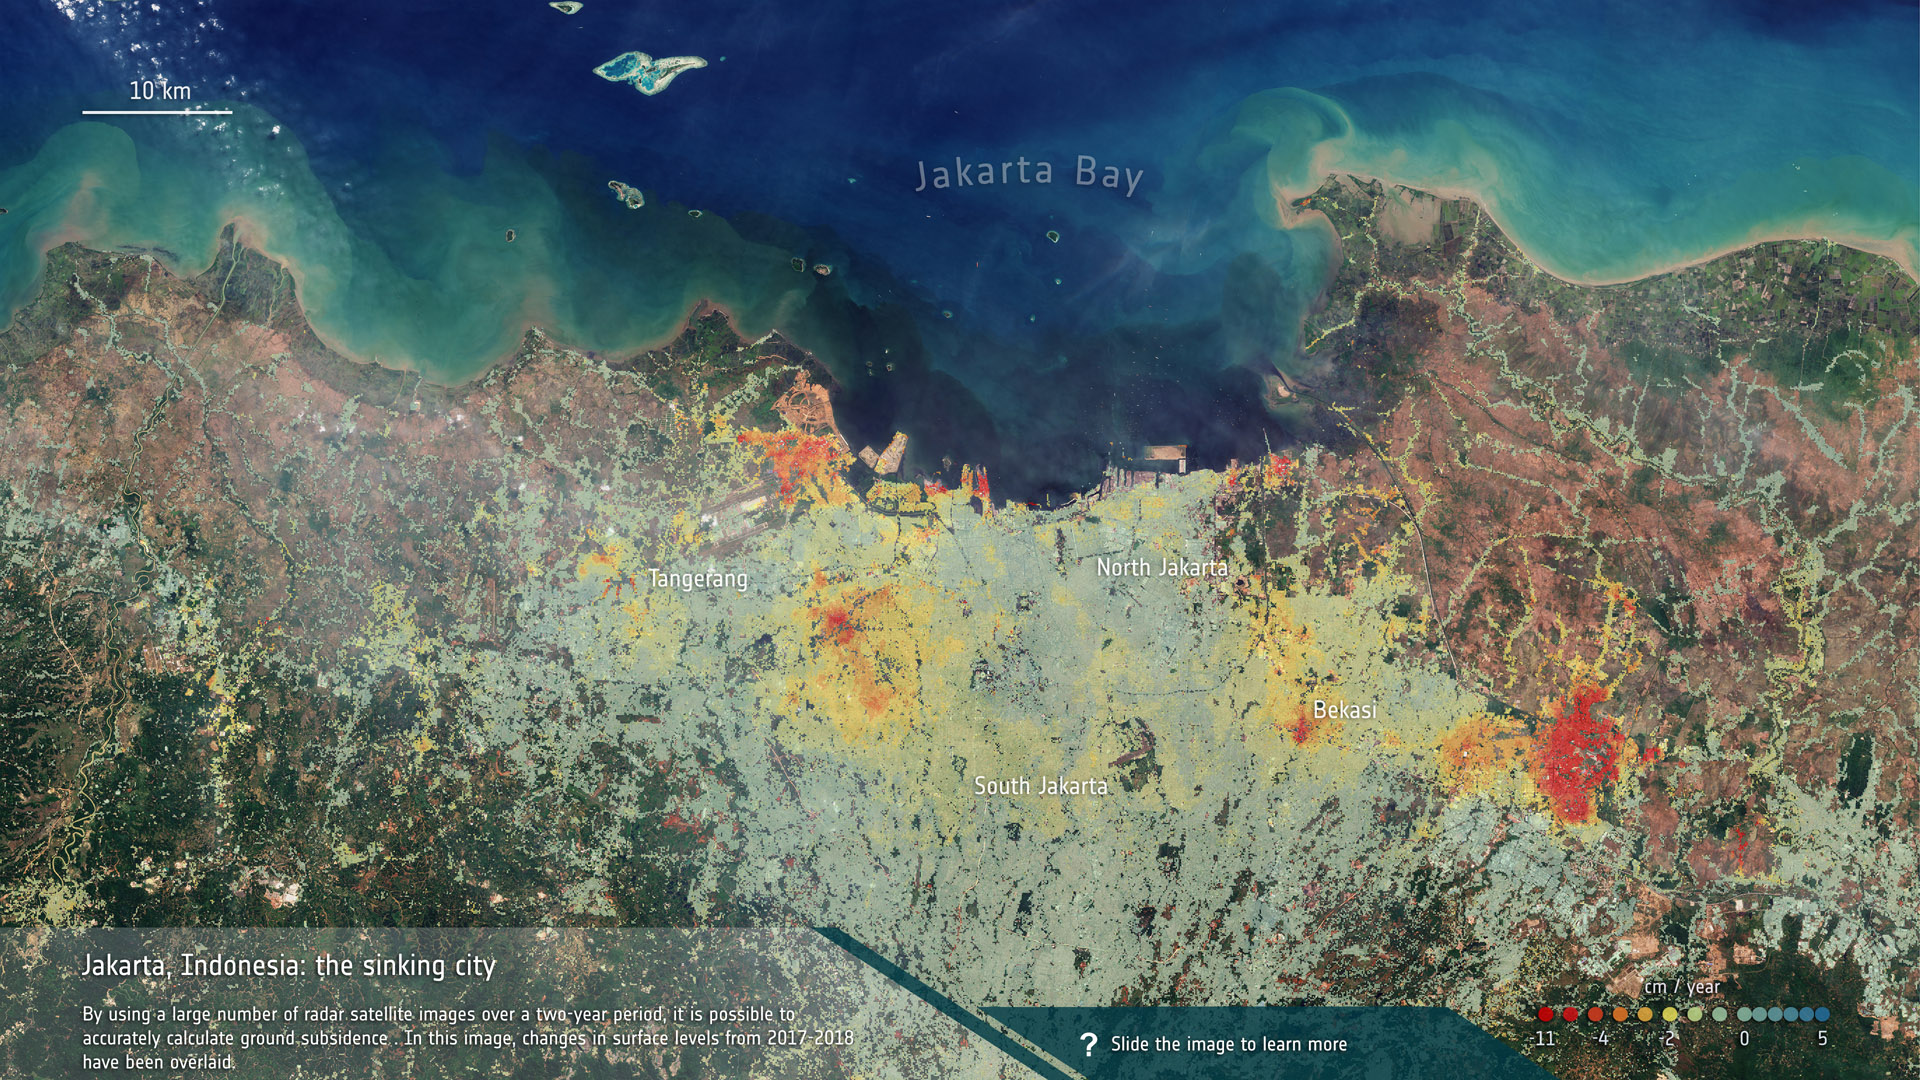 10 km
Jakarta Bay
Tangerang
North Jakarta
Bekasi
South Jakarta
Jakarta, Indonesia: the sinking city
By using a large number of radar satellite images over a two-year period, it is possible to
accurately calculate ground subsidence . In this image, changes in surface levels from 2017-2018
have been overlaid.
? Slide the image to learn more
cm / year
-11 -4 -2 0 5